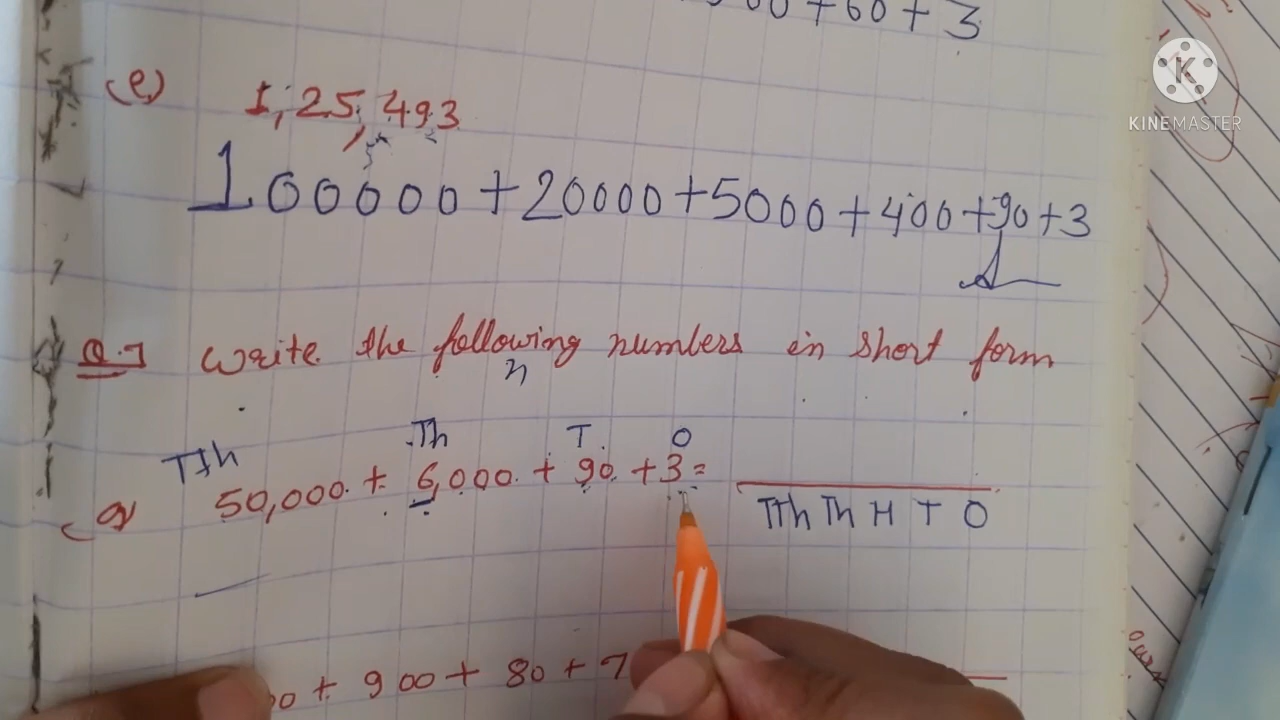 00 + 60 + 3
KINEMASTER
(e) 1,25,493
100000 + 20000 + 5000 + 400 + 90 + 3
Q.7 Write the following numbers in short form
Tth Th T O
50,000 + 6,000 + 90 + 3 =
Tth Th H T O
00 + 900 + 80 + 7